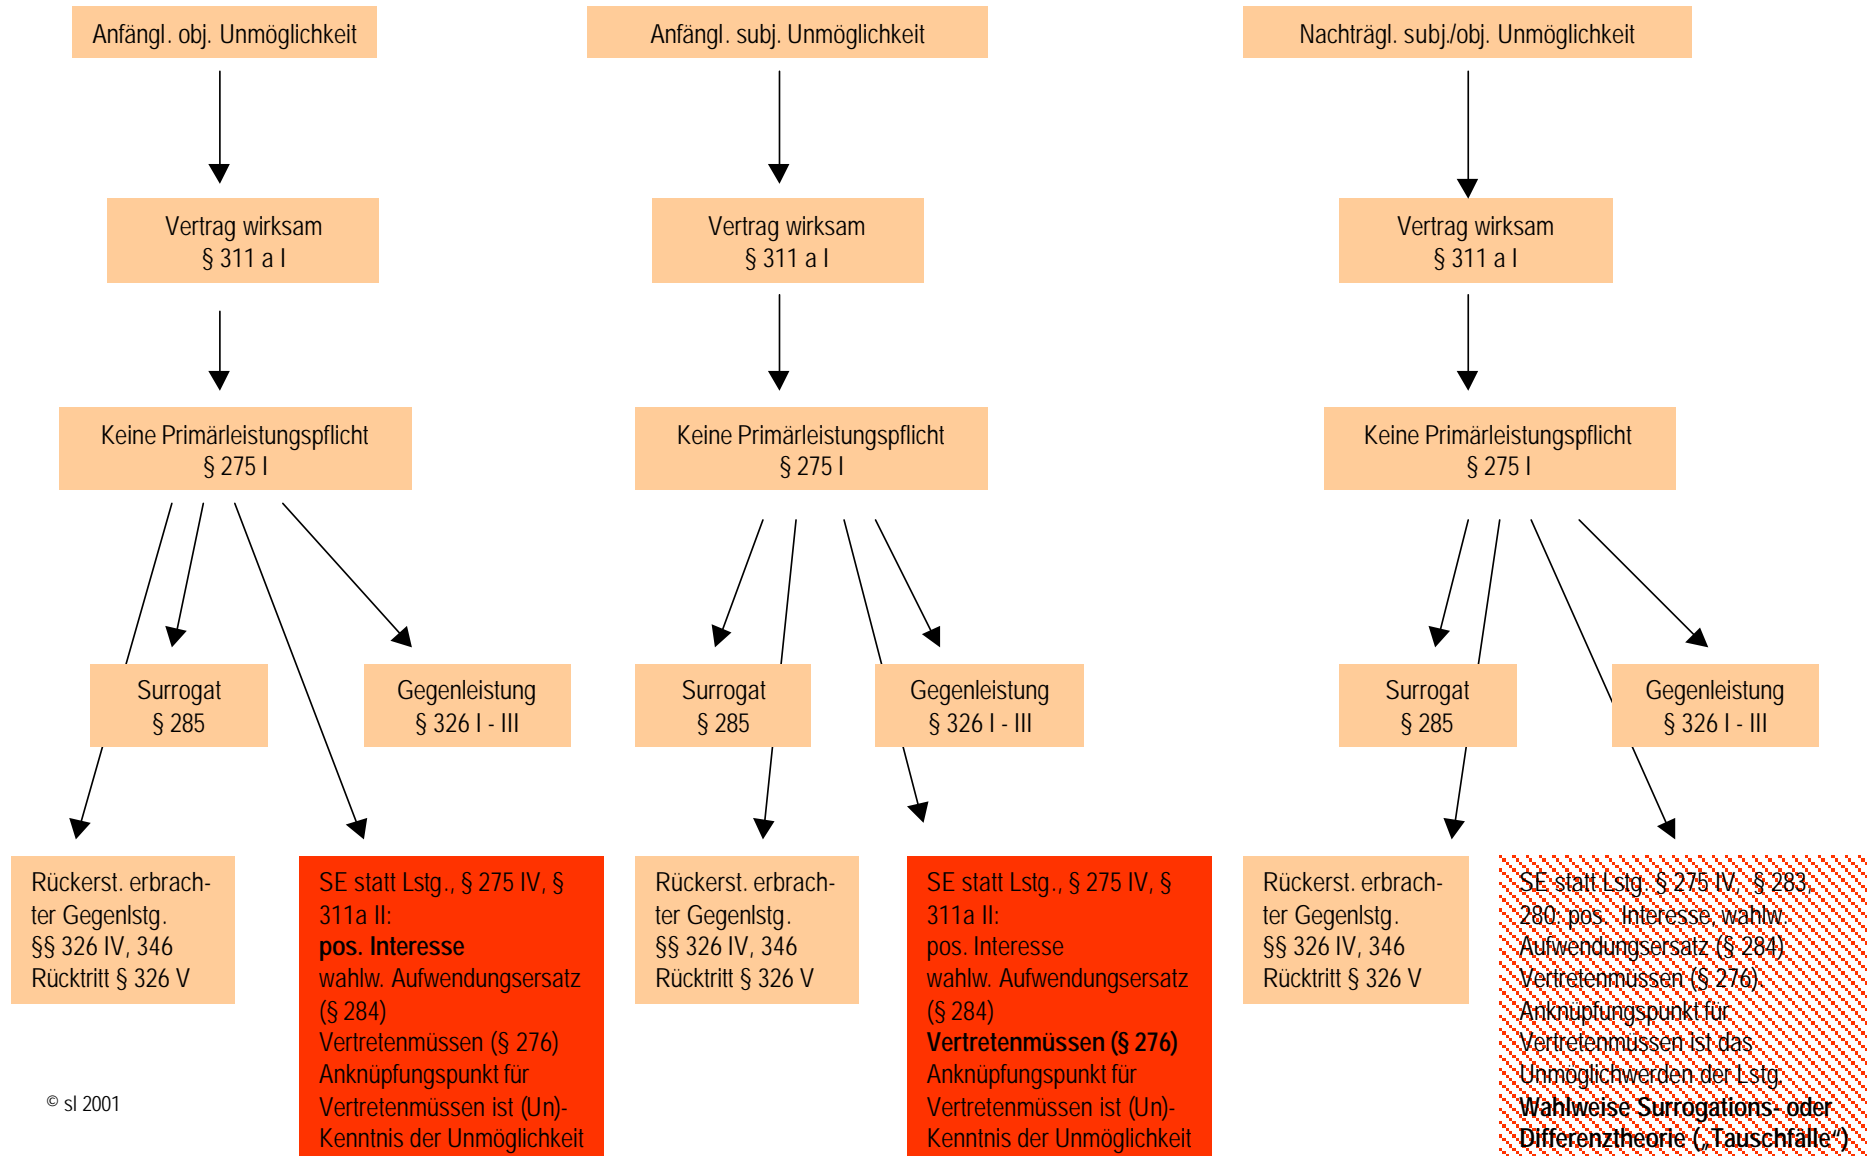 Anfängl. obj. Unmöglichkeit
Anfängl. subj. Unmöglichkeit
Nachträgl. subj./obj. Unmöglichkeit
Vertrag wirksam
§ 311 a I
Vertrag wirksam
§ 311 a I
Vertrag wirksam
§ 311 a I
Keine Primärleistungspflicht
§ 275 I
Keine Primärleistungspflicht
§ 275 I
Keine Primärleistungspflicht
§ 275 I
Surrogat
§ 285
Gegenleistung
§ 326 I - III
Surrogat
§ 285
Gegenleistung
§ 326 I - III
Surrogat
§ 285
Gegenleistung
§ 326 I - III
Rückerst. erbrach-
ter Gegenlstg.
§§ 326 IV, 346
Rücktritt § 326 V
SE statt Lstg., § 275 IV, §
311a II:
pos. Interesse
wahlw. Aufwendungsersatz
(§ 284)
Vertretenmüssen (§ 276)
Anknüpfungspunkt für
Vertretenmüssen ist (Un)-
Kenntnis der Unmöglichkeit
Rückerst. erbrach-
ter Gegenlstg.
§§ 326 IV, 346
Rücktritt § 326 V
SE statt Lstg., § 275 IV, §
311a II:
pos. Interesse
wahlw. Aufwendungsersatz
(§ 284)
Vertretenmüssen (§ 276)
Anknüpfungspunkt für
Vertretenmüssen ist (Un)-
Kenntnis der Unmöglichkeit
Rückerst. erbrach-
ter Gegenlstg.
§§ 326 IV, 346
Rücktritt § 326 V
SE statt Lstg. § 275 IV, § 283,
280: pos. Interesse wahlw.
Aufwendungsersatz (§ 284)
Vertretenmüssen (§ 276)
Anknüpfungspunkt für
Vertretenmüssen ist das
Unmöglichwerden der Lstg.
Wahlweise Surrogations- oder
Differenztheorie („Tauschfälle“)
© sl 2001